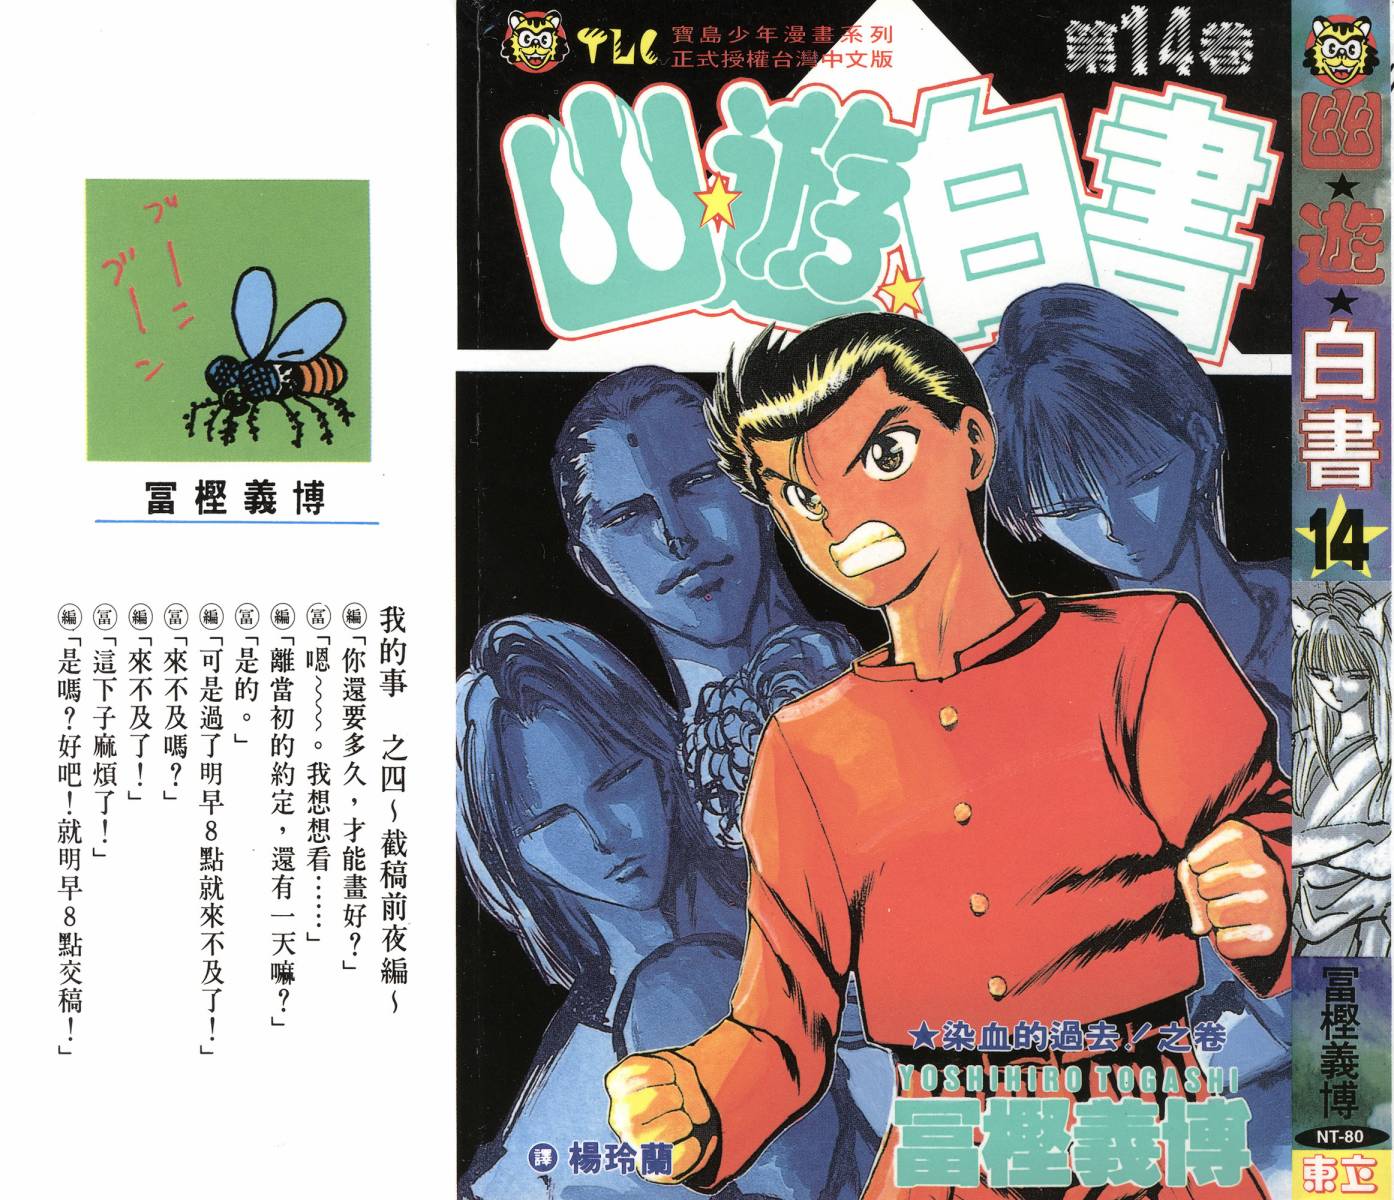 ブーン
ブーン
冨樫義博
我的事 之四～截稿前夜編～
編「你還要多久，才能畫好？」
冨「嗯～～～。我想想看……」
編「離當初的約定，還有一天嘛？」
冨「是的。」
編「可是過了明早8點就來不及了！」
冨「來不及嗎？」
編「來不及了！」
冨「這下子麻煩了！」
編「是嗎？好吧！就明早8點交稿！」
TLC
寶島少年漫畫系列
正式授權台灣中文版
第14卷
幽★遊★白書
★染血的過去！之卷
YOSHIHIRO TOGASHI
冨樫義博
譯 楊玲蘭
幽★遊★白書
14
冨樫義博
NT-80
東立